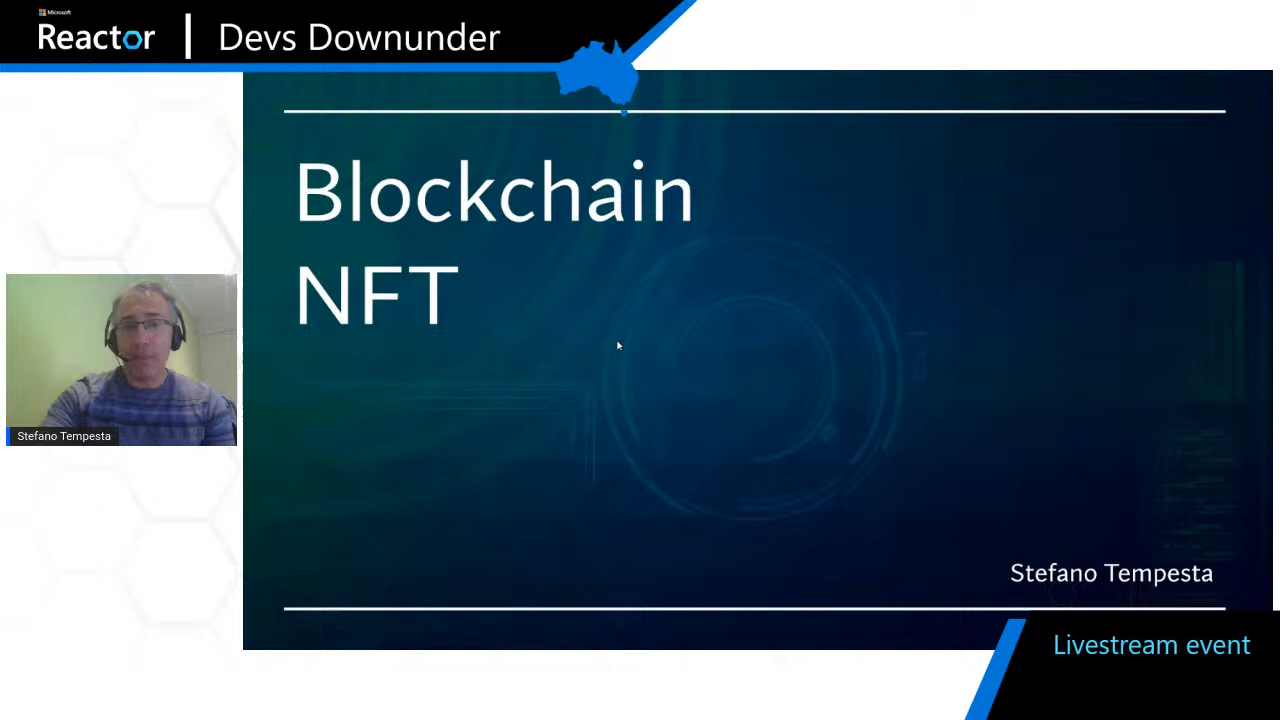 Microsoft
Reactor | Devs Downunder
Blockchain
NFT
Stefano Tempesta
Stefano Tempesta
Livestream event